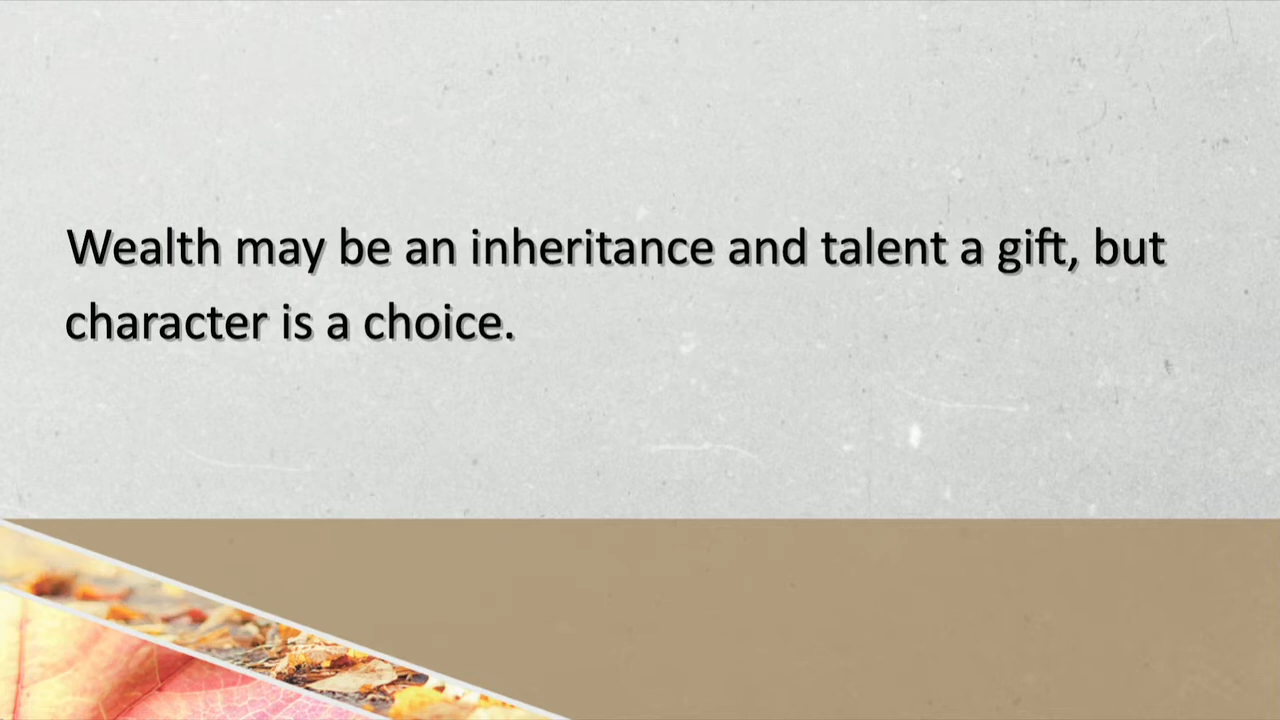 Wealth may be an inheritance and talent a gift, but
character is a choice.